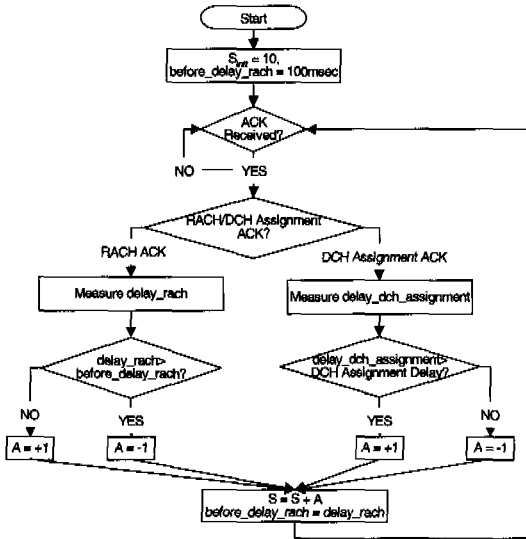 Start
S_init = 10,
before_delay_rach = 100msec
ACK
Received?
NO
YES
RACH/DCH Assignment
ACK?
RACH ACK
DCH Assignment ACK
Measure delay_rach
Measure delay_dch_assignment
delay_rach>
before_delay_rach?
delay_dch_assignment>
DCH Assignment Delay?
NO
YES
YES
NO
A = +1
A = -1
A = +1
A = -1
S = S + A
before_delay_rach = delay_rach